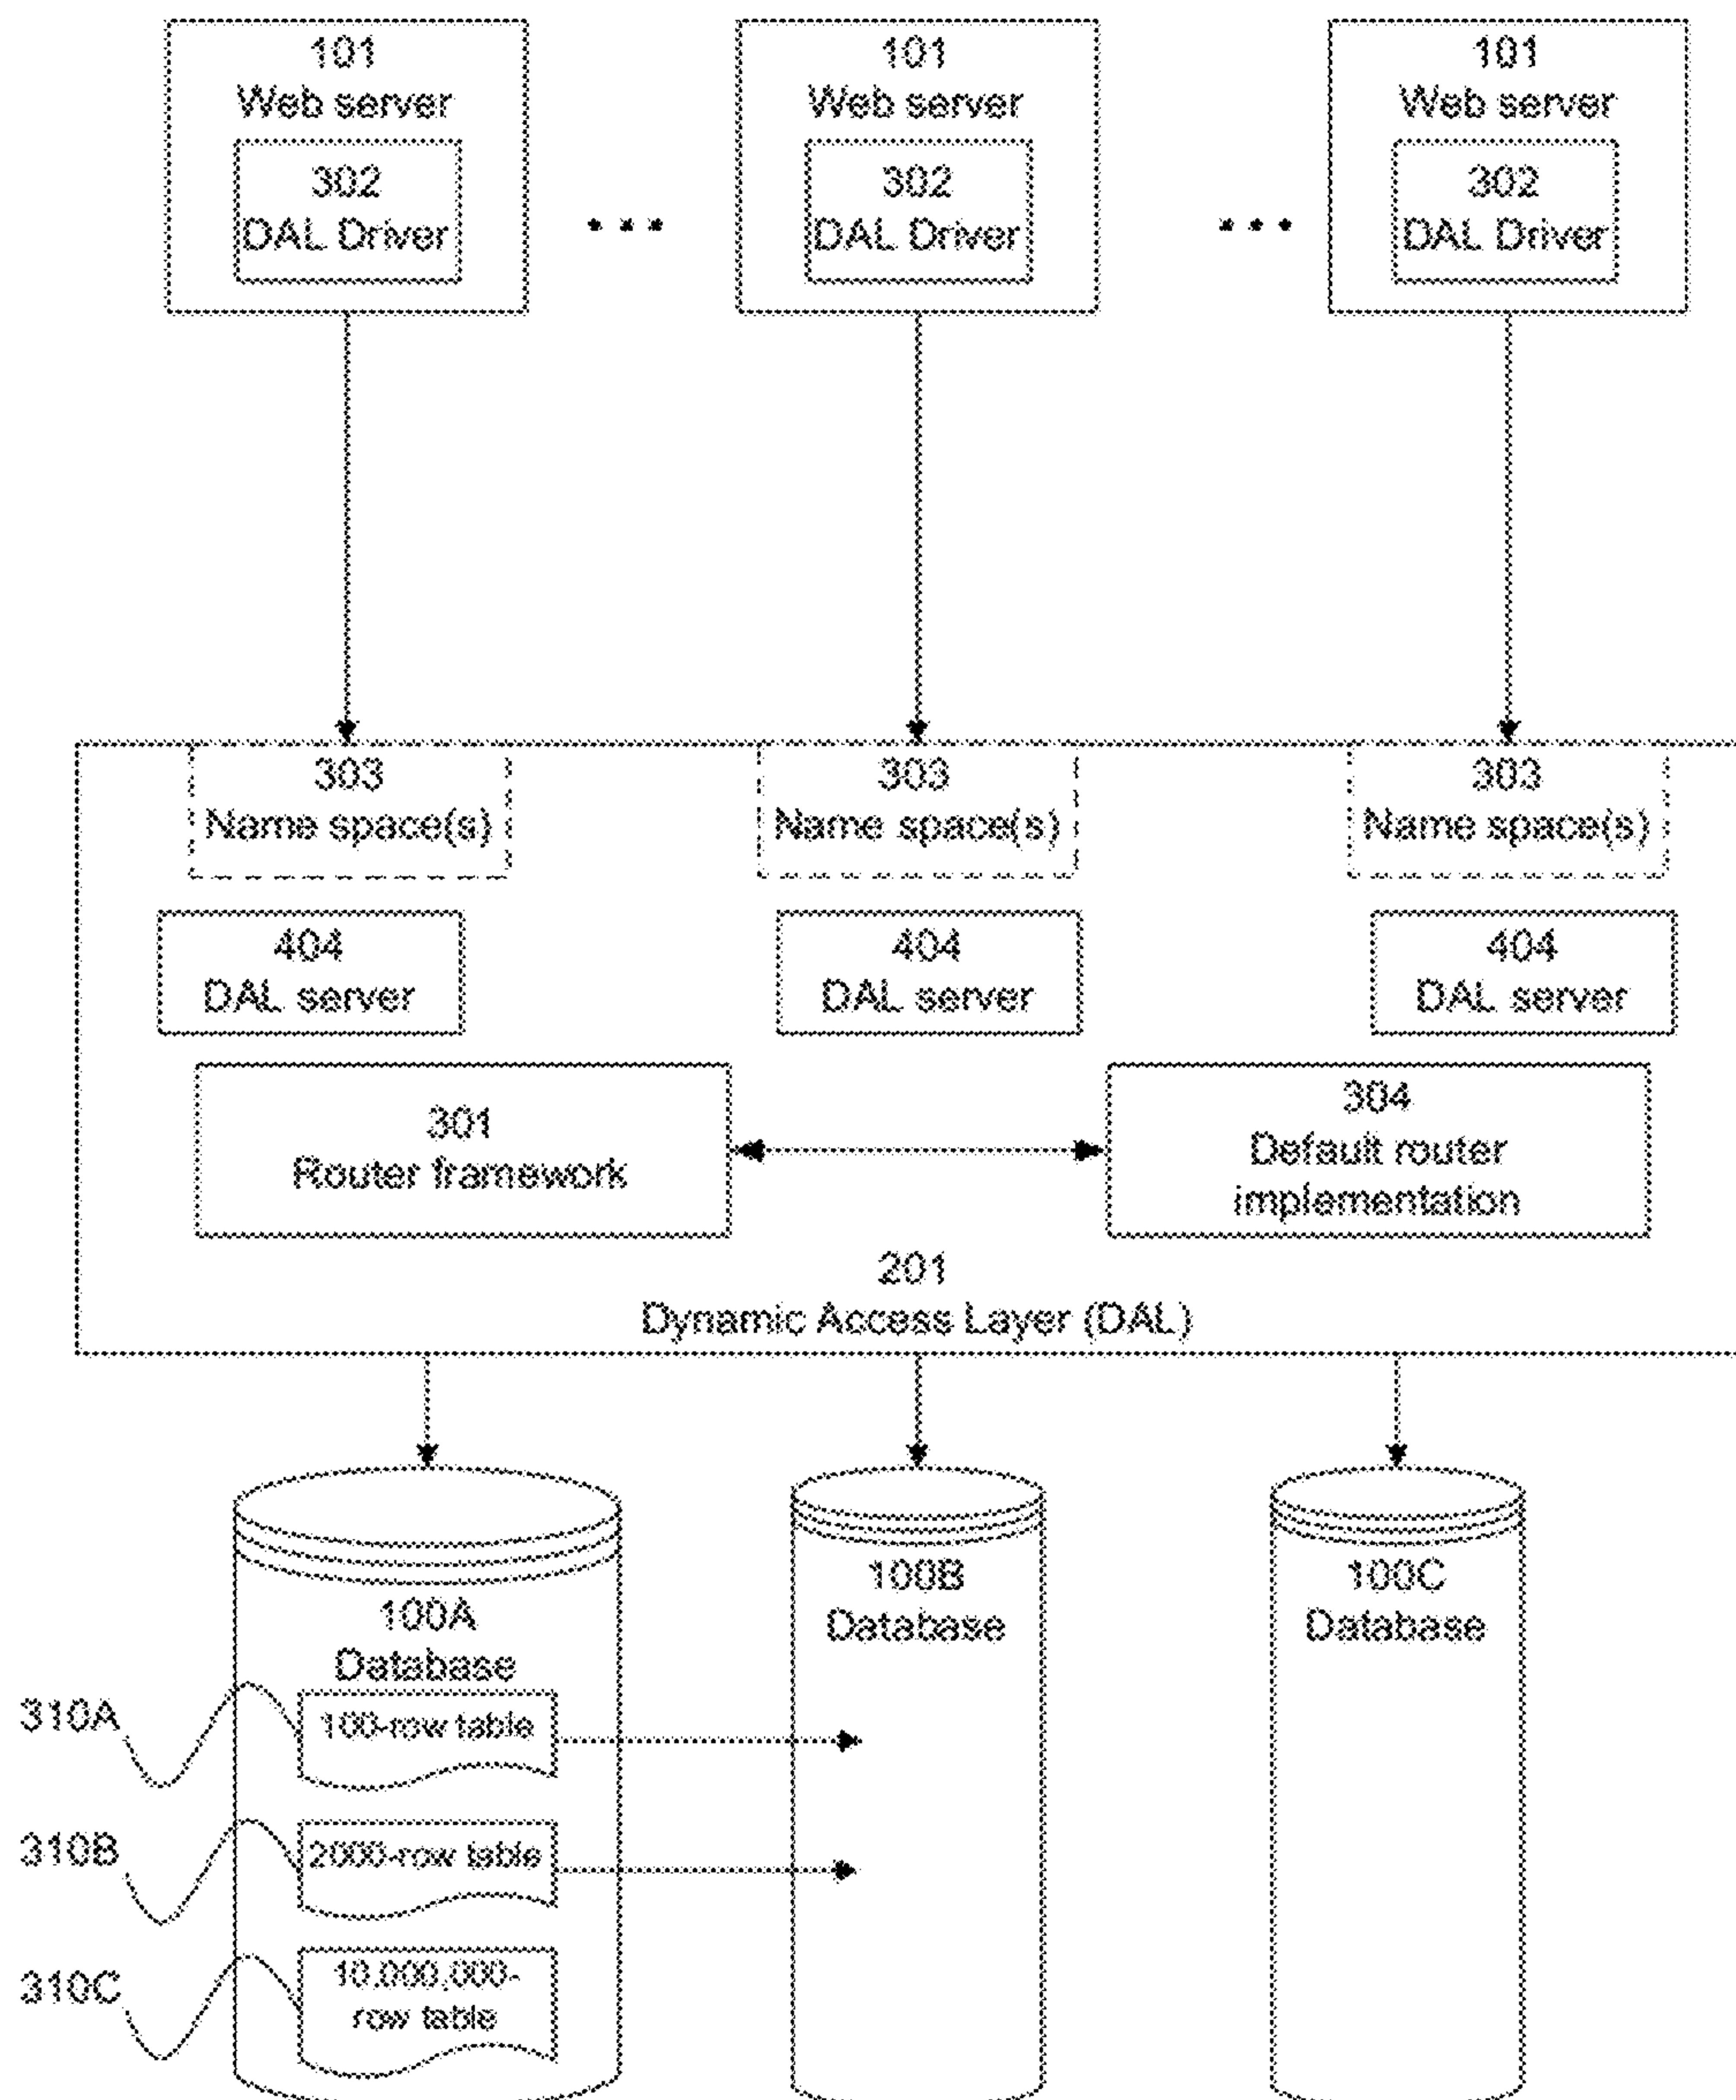 101
Web server
302
DAL Driver
101
Web server
302
DAL Driver
101
Web server
302
DAL Driver
303
Name space(s)
303
Name space(s)
303
Name space(s)
404
DAL server
404
DAL server
404
DAL server
301
Router framework
304
Default router
implementation
201
Dynamic Access Layer (DAL)
100A
Database
100B
Database
100C
Database
310A
100-row table
310B
2000-row table
310C
10,000,000-
row table